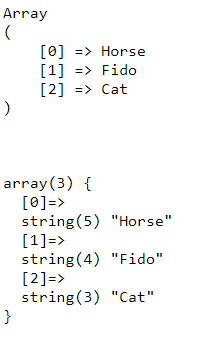 Array
(
    [0] => Horse
    [1] => Fido
    [2] => Cat
)
array(3) {
  [0]=>
  string(5) "Horse"
  [1]=>
  string(4) "Fido"
  [2]=>
  string(3) "Cat"
}